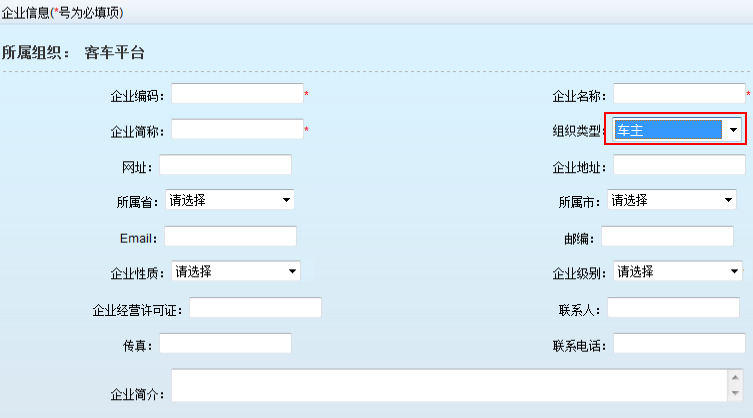 企业信息(*号为必填项)
所属组织： 客车平台
企业编码： * 企业名称： *
企业简称： * 组织类型： 车主
网址： 企业地址：
所属省： 请选择 所属市： 请选择
Email： 邮编：
企业性质： 请选择 企业级别： 请选择
企业经营许可证： 联系人：
传真： 联系电话：
企业简介：